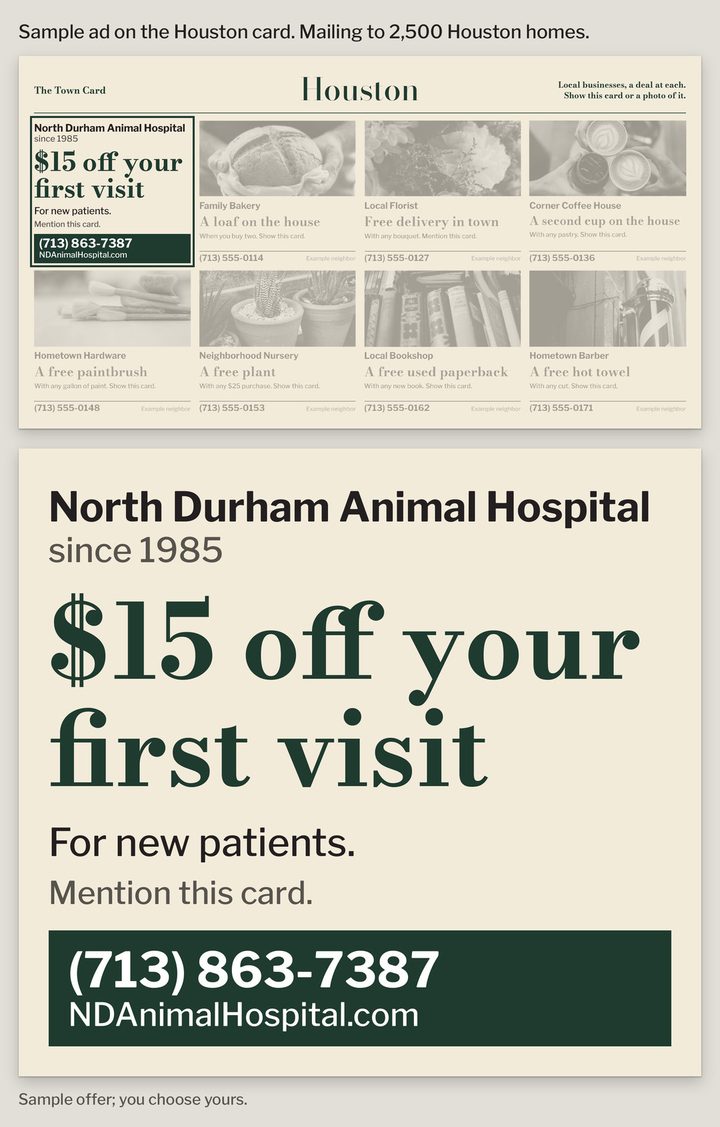 Sample ad on the Houston card. Mailing to 2,500 Houston homes.
The Town Card
Houston
Local businesses, a deal at each.
Show this card or a photo of it.
North Durham Animal Hospital
since 1985
$15 off your
first visit
For new patients.
Mention this card.
(713) 863-7387
NDAnimalHospital.com
Family Bakery
A loaf on the house
When you buy two. Show this card.
(713) 555-0114
Example neighbor
Local Florist
Free delivery in town
With any bouquet. Mention this card.
(713) 555-0127
Example neighbor
Corner Coffee House
A second cup on the house
With any pastry. Show this card.
(713) 555-0136
Example neighbor
Hometown Hardware
A free paintbrush
With any gallon of paint. Show this card.
(713) 555-0148
Example neighbor
Neighborhood Nursery
A free plant
With any $25 purchase. Show this card.
(713) 555-0153
Example neighbor
Local Bookshop
A free used paperback
With any new book. Show this card.
(713) 555-0162
Example neighbor
Hometown Barber
A free hot towel
With any cut. Show this card.
(713) 555-0171
Example neighbor
North Durham Animal Hospital
since 1985
$15 off your
first visit
For new patients.
Mention this card.
(713) 863-7387
NDAnimalHospital.com
Sample offer; you choose yours.